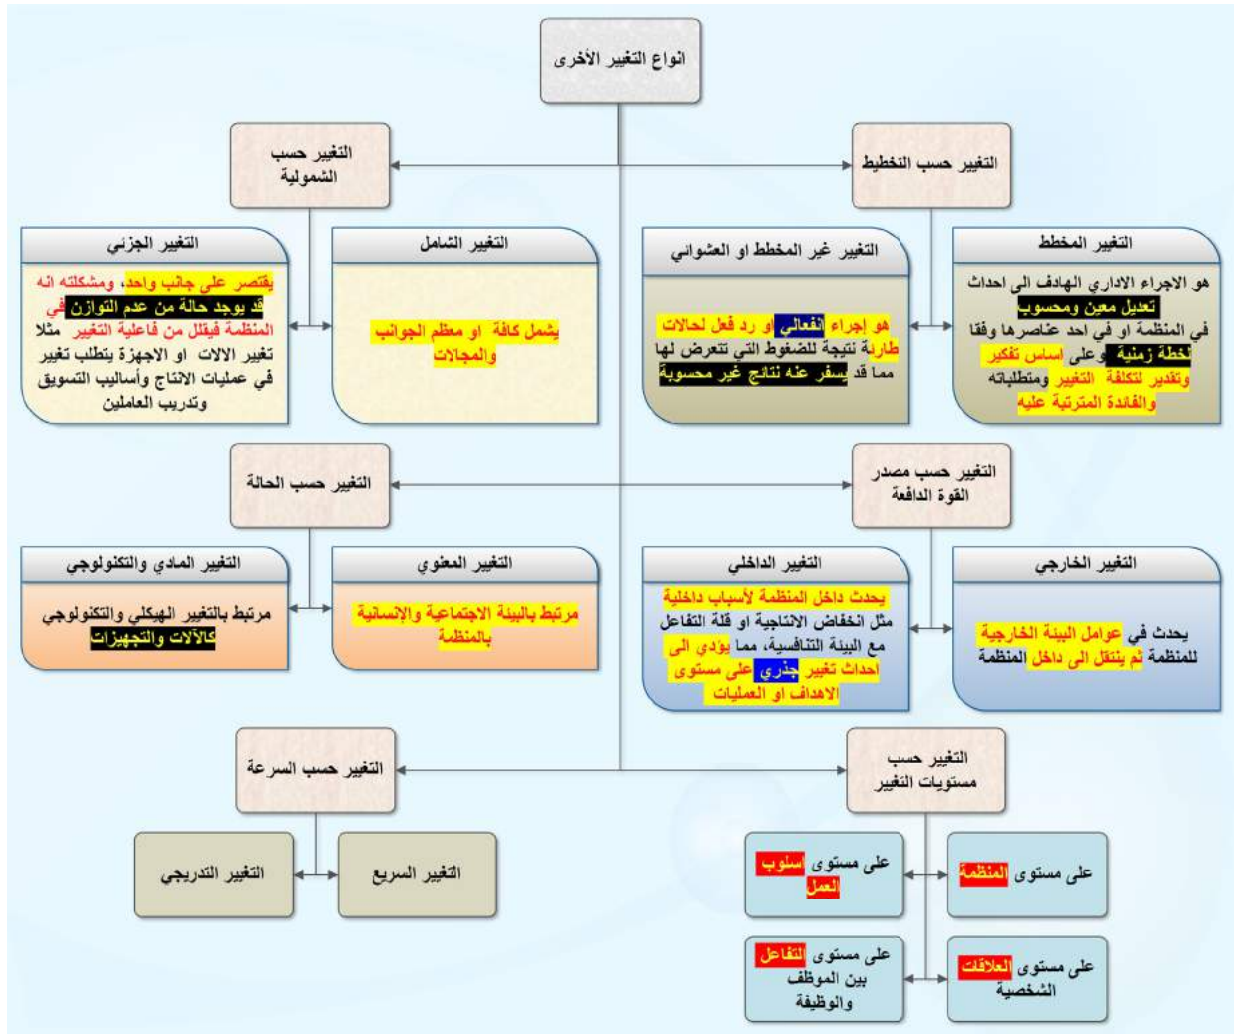 انواع التغيير الأخرى
التغيير حسب التخطيط
التغيير حسب
الشمولية
التغيير المخطط
هو الاجراء الاداري الهادف الى احداث
تعديل معين ومحسوب
في المنظمة او في احد عناصرها وفقا
لخطة زمنية وعلى اساس تفكير
وتقدير لتكلفة التغيير ومتطلباته
والفائدة المترتبة عليه
التغيير غير المخطط او العشوائي
هو إجراء انفعالي او رد فعل لحالات
طارئة نتيجة للضغوط التي تتعرض لها
مما قد يسفر عنه نتائج غير محسوبة
التغيير الشامل
يشمل كافة او معظم الجوانب
والمجالات
التغيير الجزئي
يقتصر على جانب واحد، ومشكلته انه
قد يوجد حالة من عدم التوازن في
المنظمة فيقلل من فاعلية التغيير مثلا
تغيير الالات او الاجهزة يتطلب تغيير
في عمليات الانتاج وأساليب التسويق
وتدريب العاملين
التغيير حسب مصدر
القوة الدافعة
التغيير حسب الحالة
التغيير الخارجي
يحدث في عوامل البيئة الخارجية
للمنظمة ثم ينتقل الى داخل المنظمة
التغيير الداخلي
يحدث داخل المنظمة لأسباب داخلية
مثل انخفاض الانتاجية او قلة التفاعل
مع البيئة التنافسية، مما يؤدي الى
احداث تغيير جذري على مستوى
الاهداف او العمليات
التغيير المعنوي
مرتبط بالبيئة الاجتماعية والإنسانية
بالمنظمة
التغيير المادي والتكنولوجي
مرتبط بالتغيير الهيكلي والتكنولوجي
كالآلات والتجهيزات
التغيير حسب
مستويات التغيير
التغيير حسب السرعة
على مستوى المنظمة
على مستوى اسلوب
العمل
على مستوى العلاقات
الشخصية
على مستوى التفاعل
بين الموظف
والوظيفة
التغيير السريع
التغيير التدريجي